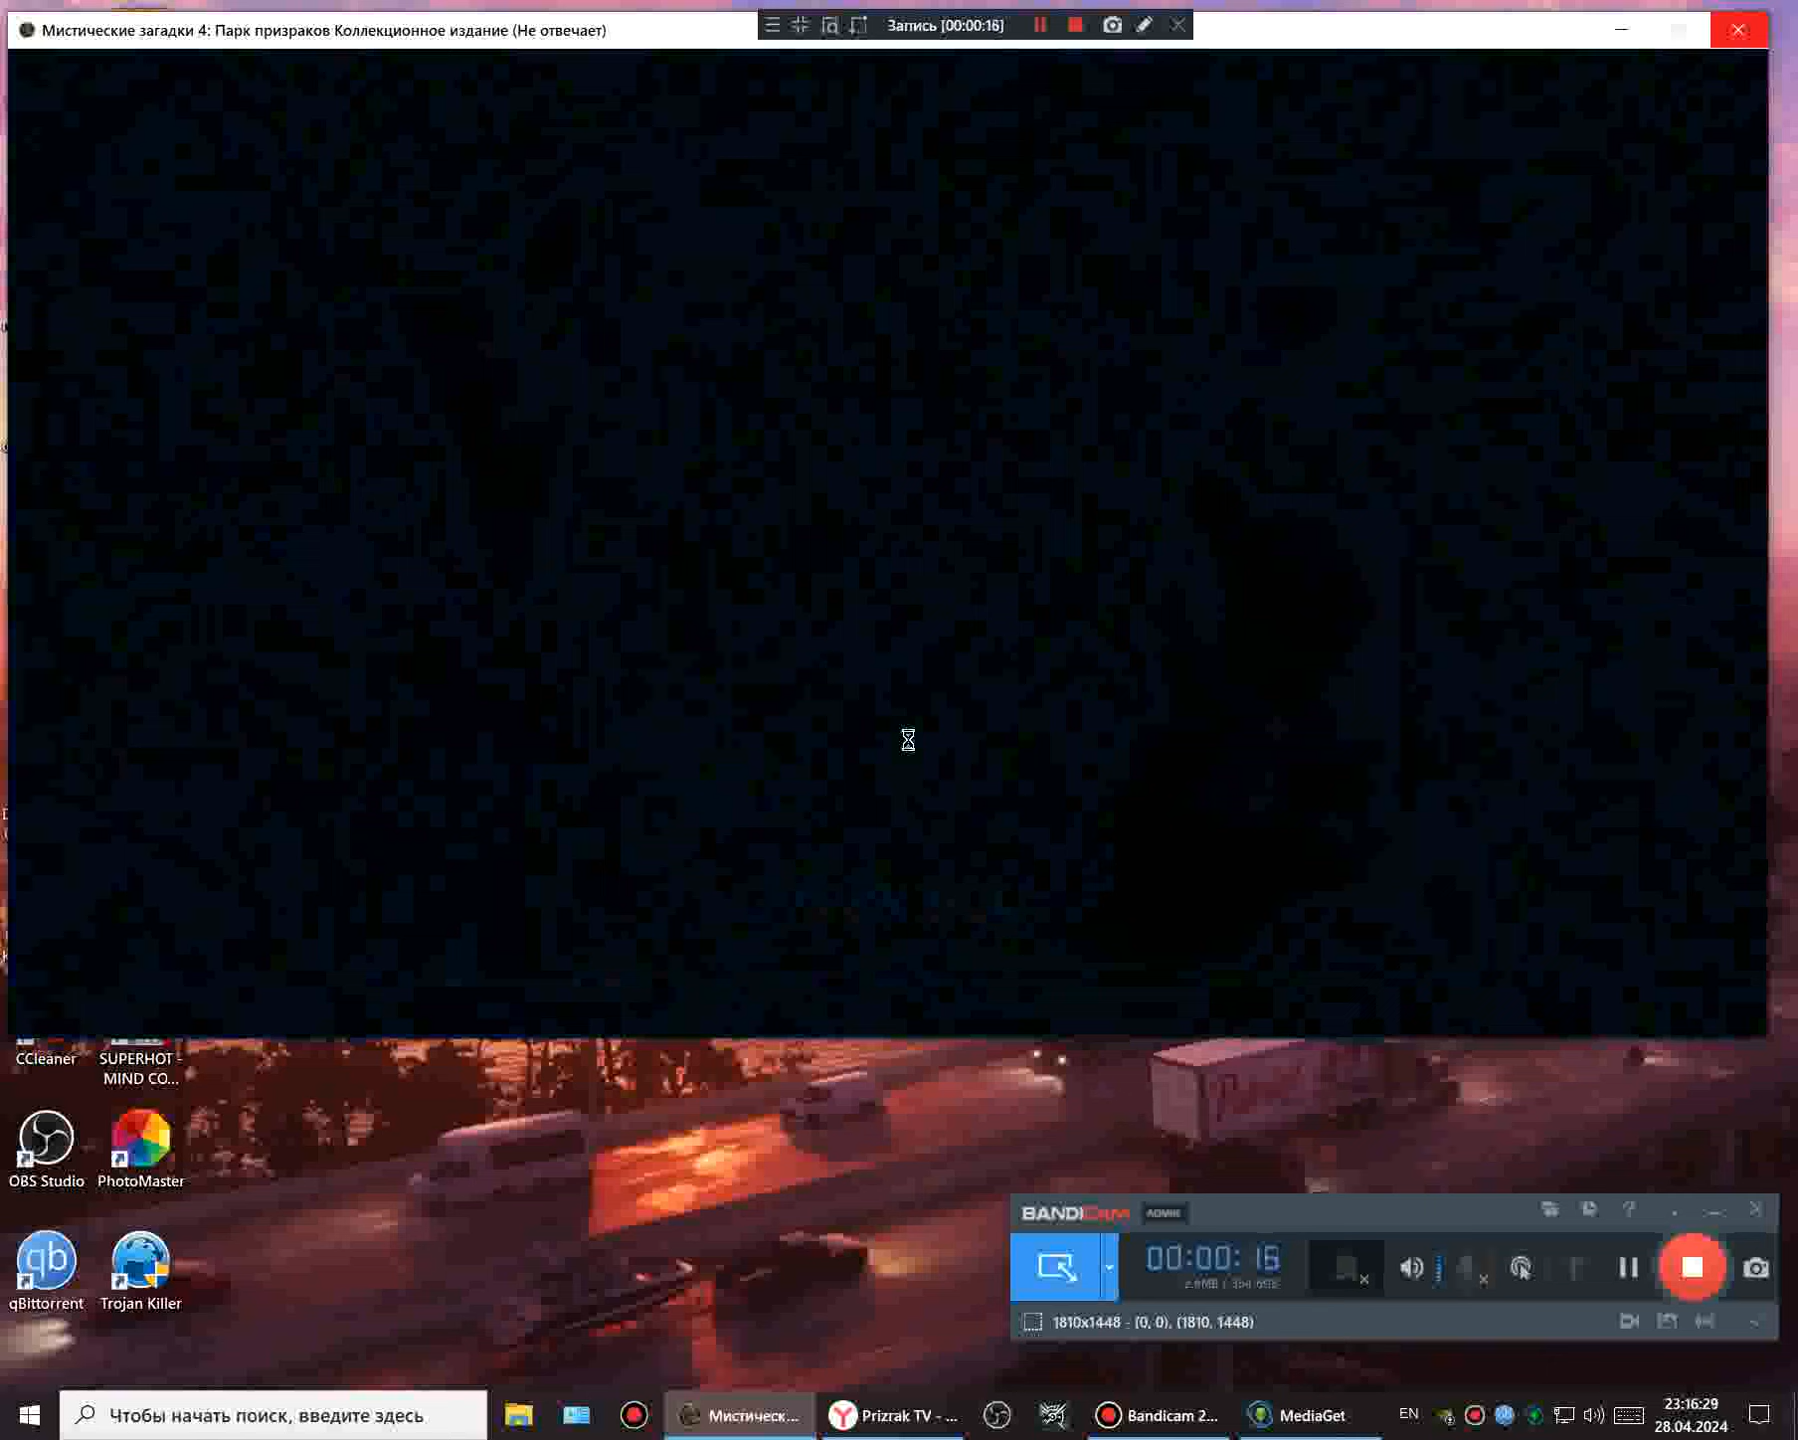 Мистические загадки 4: Парк призраков Коллекционное издание (Не отвечает)
Запись [00:00:16]
CCleaner
SUPERHOT -
MIND CO...
OBS Studio
PhotoMaster
qBittorrent
Trojan Killer
BANDICAM ADMIN
00:00:16
1810x1448 - (0, 0), (1810, 1448)
Чтобы начать поиск, введите здесь
Мистическ...
Prizrak TV - ...
Bandicam 2...
MediaGet
EN
23:16:29
28.04.2024